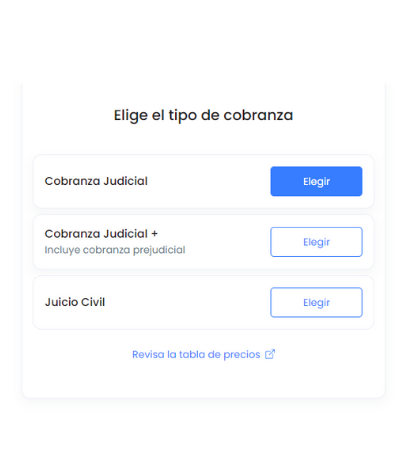 Elige el tipo de cobranza
Cobranza Judicial
Elegir
Cobranza Judicial +
Incluye cobranza prejudicial
Elegir
Juicio Civil
Elegir
Revisa la tabla de precios